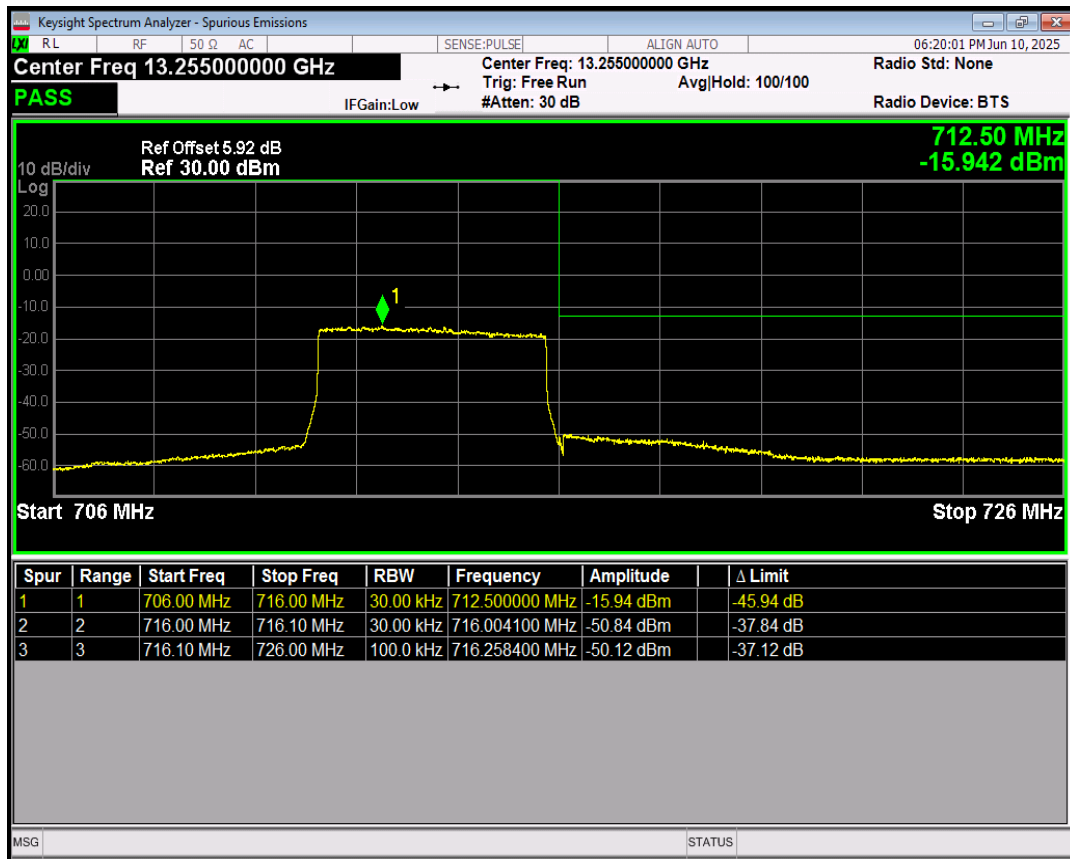 Keysight Spectrum Analyzer - Spurious Emissions
LXI RL RF 50 Ω AC SENSE:PULSE ALIGN AUTO 06:20:01 PM Jun 10, 2025
Center Freq 13.255000000 GHz Center Freq: 13.255000000 GHz Radio Std: None
Trig: Free Run Avg|Hold: 100/100
PASS IFGain:Low #Atten: 30 dB Radio Device: BTS
712.50 MHz
-15.942 dBm
Ref Offset 5.92 dB
10 dB/div Ref 30.00 dBm
Log
20.0
10.0
0.00
1
-10.0
-20.0
-30.0
-40.0
-50.0
-60.0
Start 706 MHz Stop 726 MHz
Spur Range Start Freq Stop Freq RBW Frequency Amplitude Δ Limit
1 1 706.00 MHz 716.00 MHz 30.00 kHz 712.500000 MHz -15.94 dBm -45.94 dB
2 2 716.00 MHz 716.10 MHz 30.00 kHz 716.004100 MHz -50.84 dBm -37.84 dB
3 3 716.10 MHz 726.00 MHz 100.0 kHz 716.258400 MHz -50.12 dBm -37.12 dB
MSG STATUS